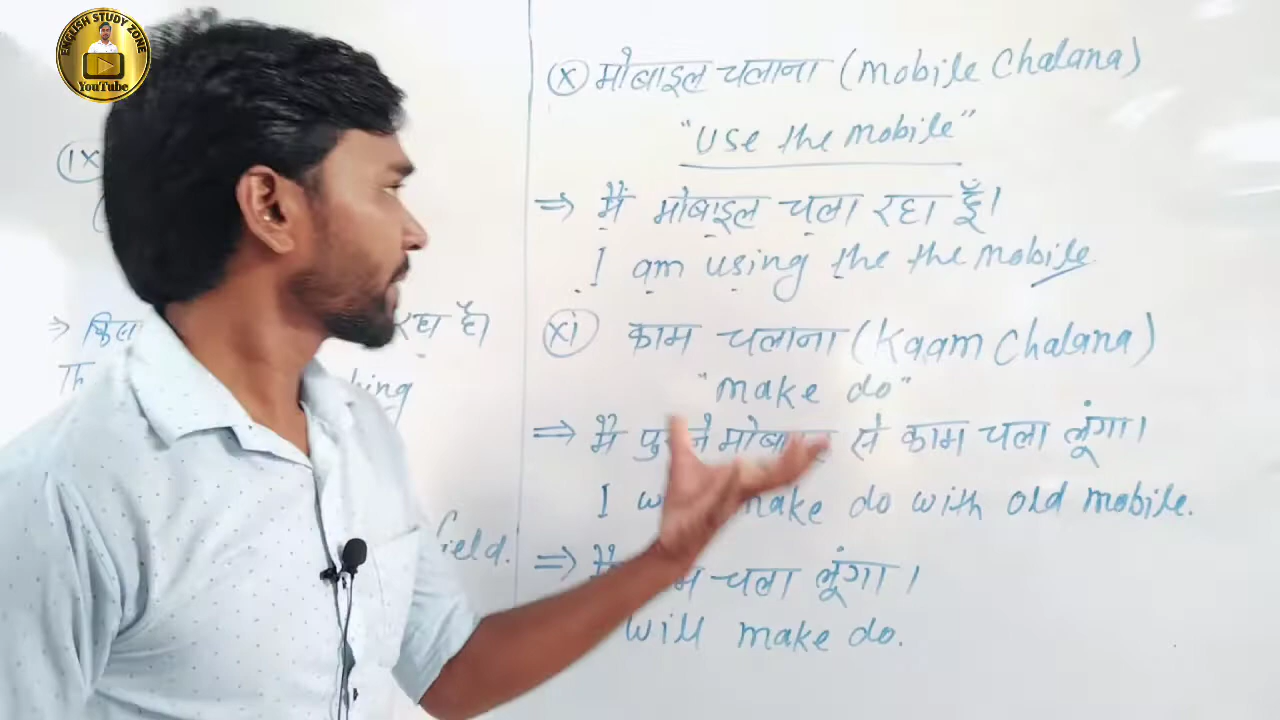 ENGLISH STUDY ZONE
YouTube
ix
⇒ रहा है।
field.
x मोबाइल चलाना (Mobile Chalana)
"Use the Mobile"
⇒ मैं मोबाइल चला रहा हूँ।
I am using the the Mobile.
xi काम चलाना (Kaam Chalana)
"Make do"
⇒ मैं मोबाइल से काम चला लूंगा।
I make do with old mobile.
⇒ मैं चला लूंगा।
will make do.